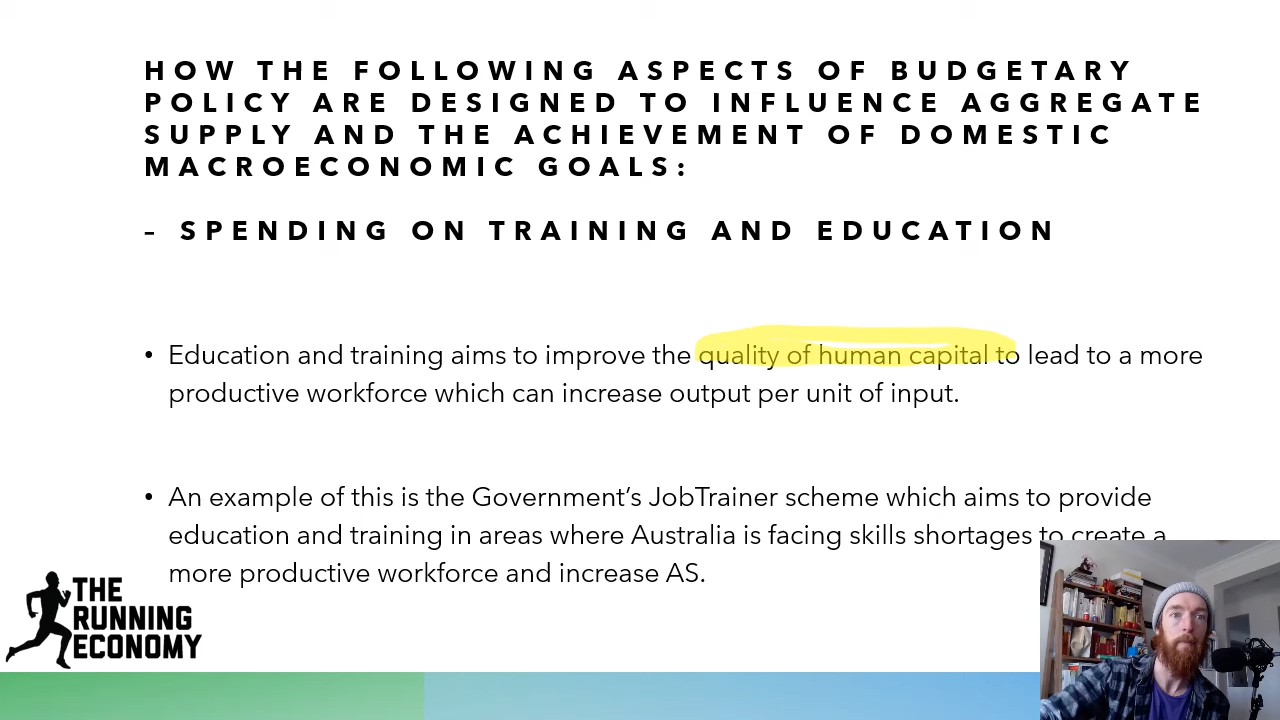 HOW THE FOLLOWING ASPECTS OF BUDGETARY
POLICY ARE DESIGNED TO INFLUENCE AGGREGATE
SUPPLY AND THE ACHIEVEMENT OF DOMESTIC
MACROECONOMIC GOALS:
– SPENDING ON TRAINING AND EDUCATION
• Education and training aims to improve the quality of human capital to lead to a more
productive workforce which can increase output per unit of input.
• An example of this is the Government’s JobTrainer scheme which aims to provide
education and training in areas where Australia is facing skills shortages to create a
more productive workforce and increase AS.
THE
RUNNING
ECONOMY